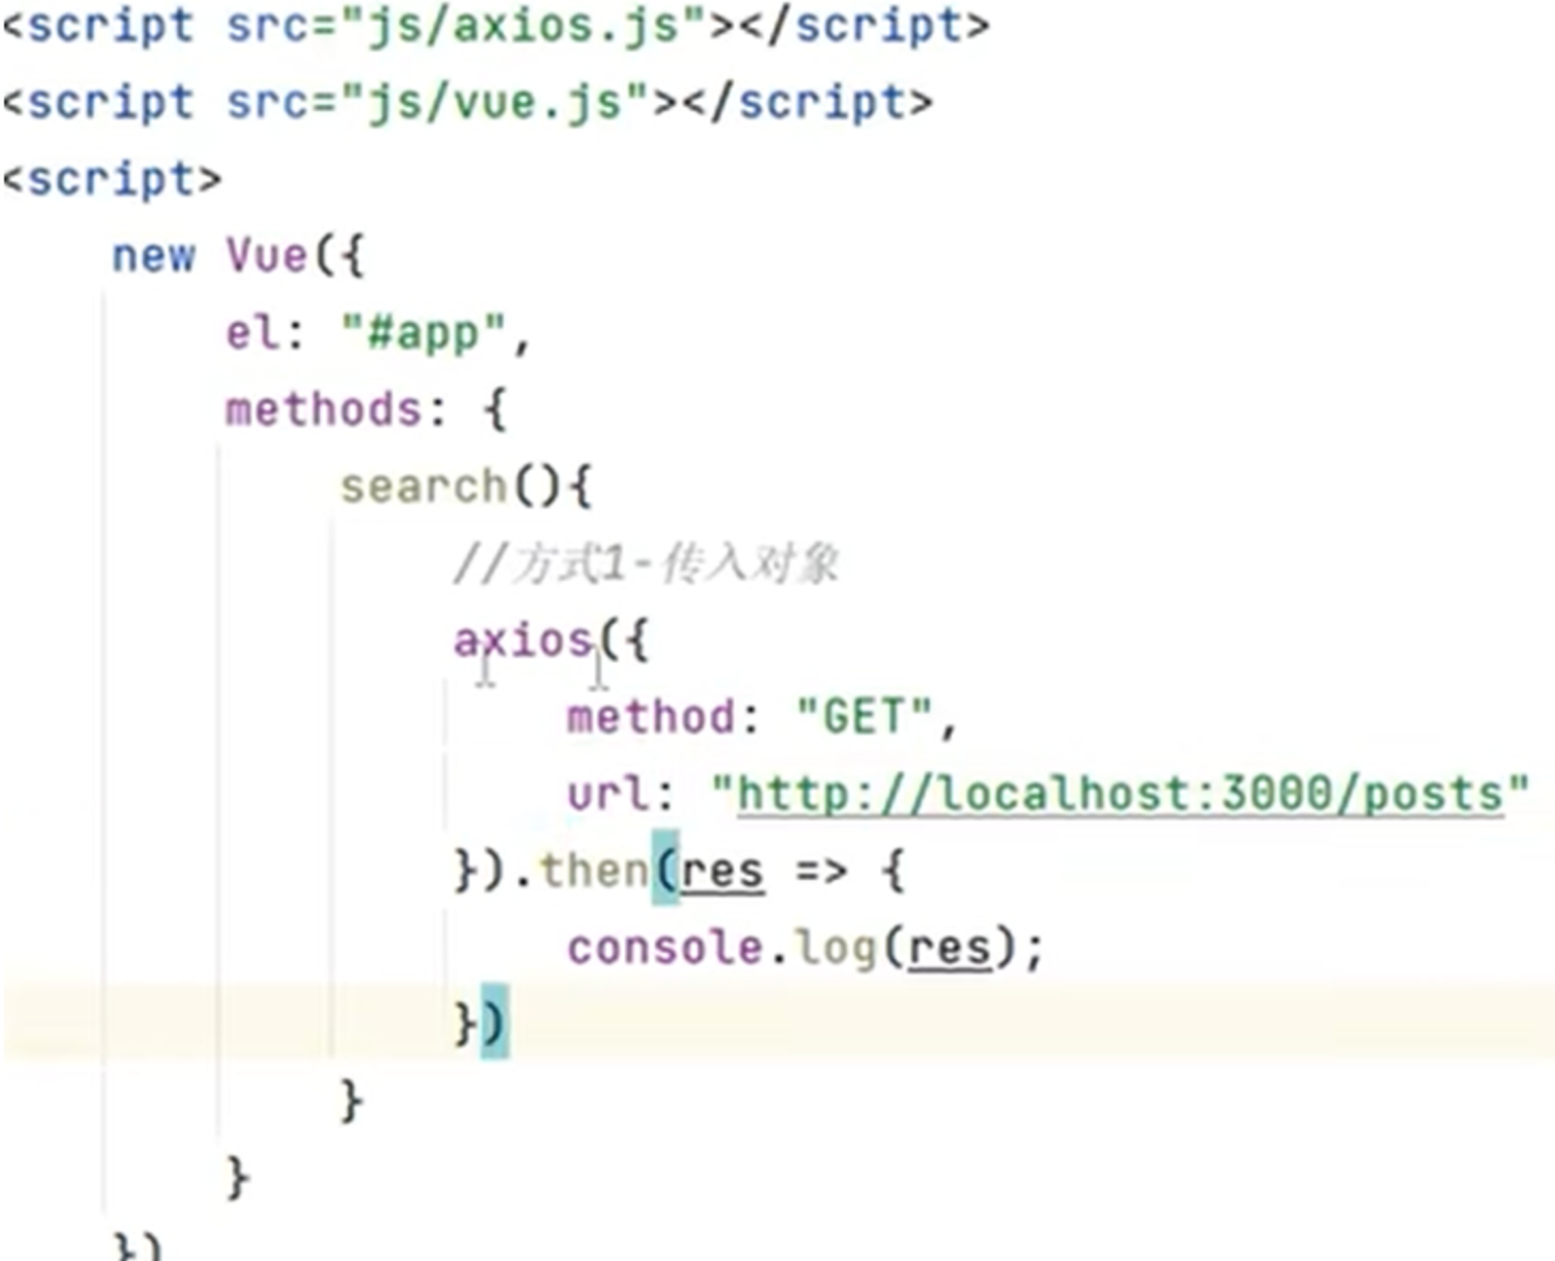 <script src="js/axios.js"></script>
<script src="js/vue.js"></script>
<script>
new Vue({
el: "#app",
methods: {
search(){
//方式1-传入对象
axios({
method: "GET",
url: "http://localhost:3000/posts"
}).then(res => {
console.log(res);
})
}
}
})